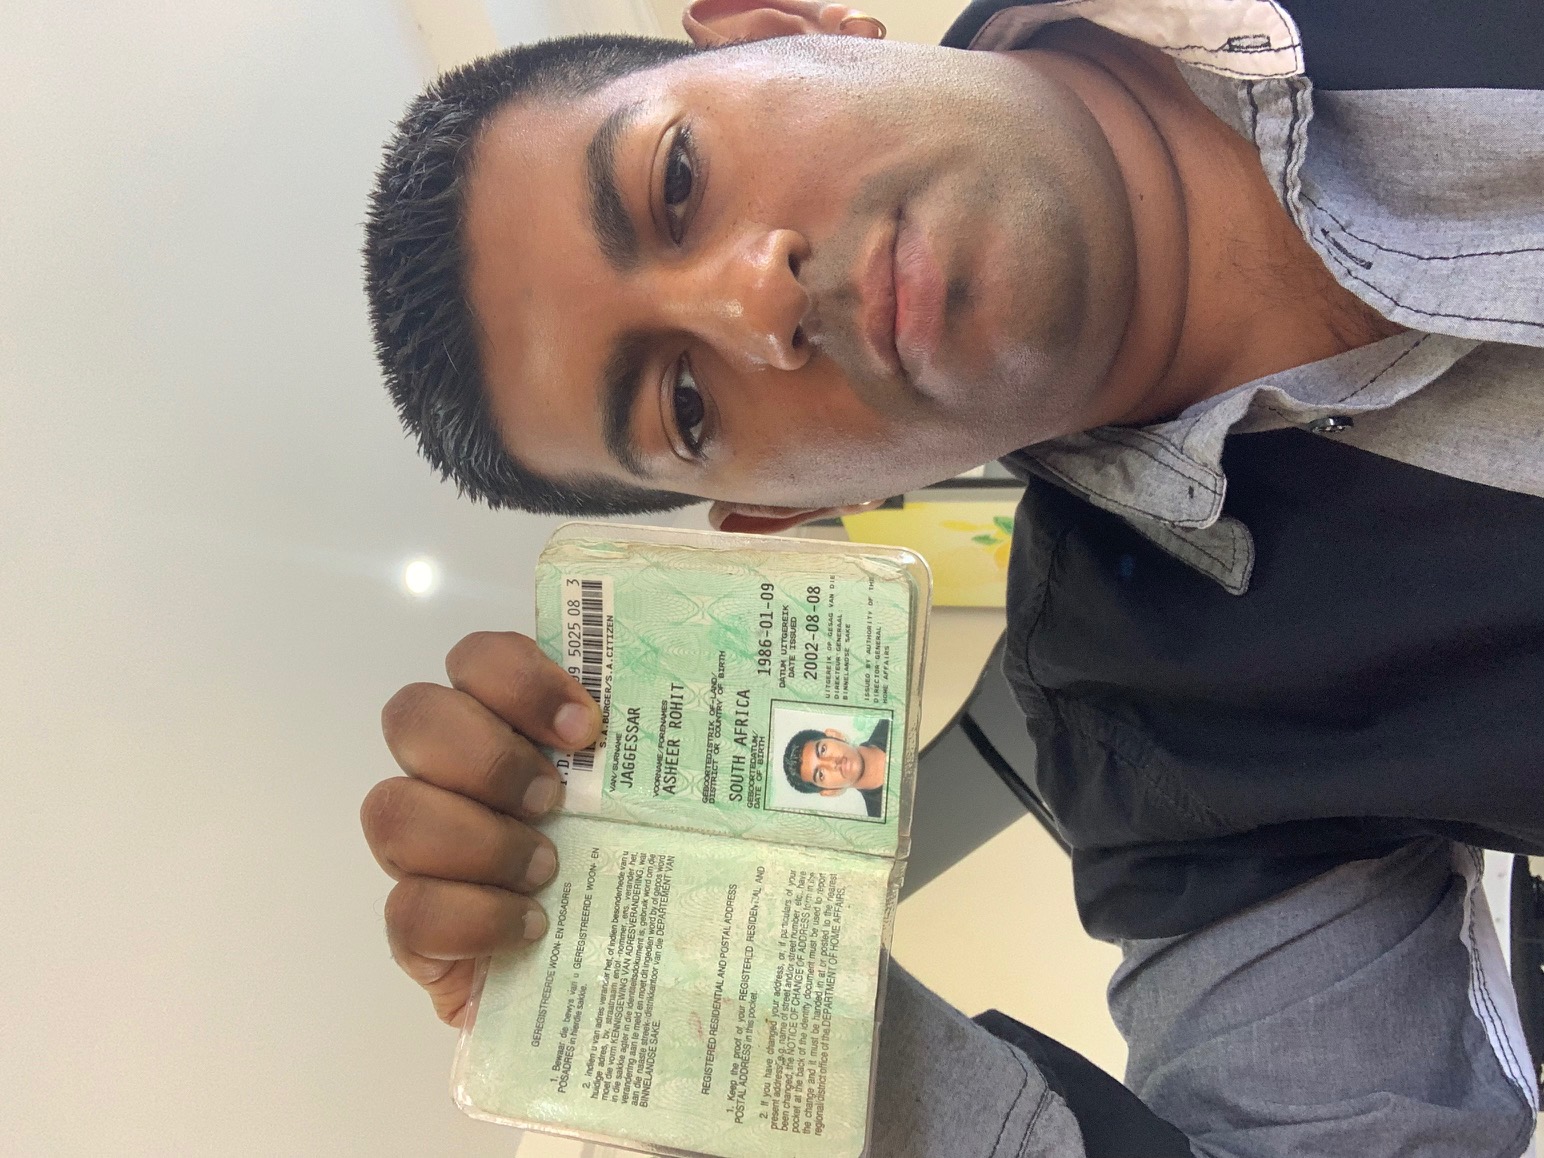 GEREGISTREERDE WOON- EN POSADRES
1. Bewaar die bewys van u GEREGISTREERDE WOON- EN
POSADRES in hierdie sakkie.
2. Indien u van adres verander het, of indien besonderhede van u
huidige adres, bv. straatnaam en/of -nommer, ens. verander het,
moet die vorm KENNISGEWING VAN ADRESVERANDERING, wat
in die sakkie agter in die identiteitsdokument is, gebruik word om die
verandering aan te meld en moet dit ingedien word by of gepos word
aan die naaste streek-/distrikkantoor van die DEPARTEMENT VAN
BINNELANDSE SAKE.
REGISTERED RESIDENTIAL AND POSTAL ADDRESS
1. Keep the proof of your REGISTERED RESIDENTIAL AND
POSTAL ADDRESS in this pocket.
2. If you have changed your address, or, if particulars of your
present address (e.g. name of street and/or street number, etc., have
been changed, the NOTICE OF CHANGE OF ADDRESS form in the
pocket at the back of the identity document must be used to report
the change and it must be handed in at or posted to the nearest
regional/district office of the DEPARTMENT OF HOME AFFAIRS.
09 5025 08 3
S.A.BURGER/S.A.CITIZEN
VAN/SURNAME
JAGGESSAR
VOORNAME/FORENAMES
ASHEER ROHIT
GEBOORTEDISTRIK OF-LAND/
DISTRICT OR COUNTRY OF BIRTH
SOUTH AFRICA
GEBOORTEDATUM/
DATE OF BIRTH
1986-01-09
DATUM UITGEREIK
DATE ISSUED
2002-08-08
UITGEREIK OP GESAG VAN DIE
DIREKTEUR GENERAAL
BINNELANDSE SAKE
ISSUED BY AUTHORITY OF THE
DIRECTOR GENERAL
HOME AFFAIRS